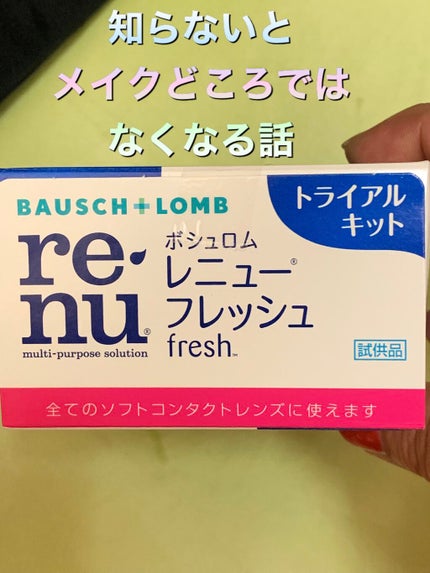 知らないと
メイクどころでは
なくなる話
BAUSCH+LOMB
トライアル
キット
re
nu®
multi-purpose solution
ボシュロム
レニュー®
フレッシュ
fresh™
試供品
全てのソフトコンタクトレンズに使えます